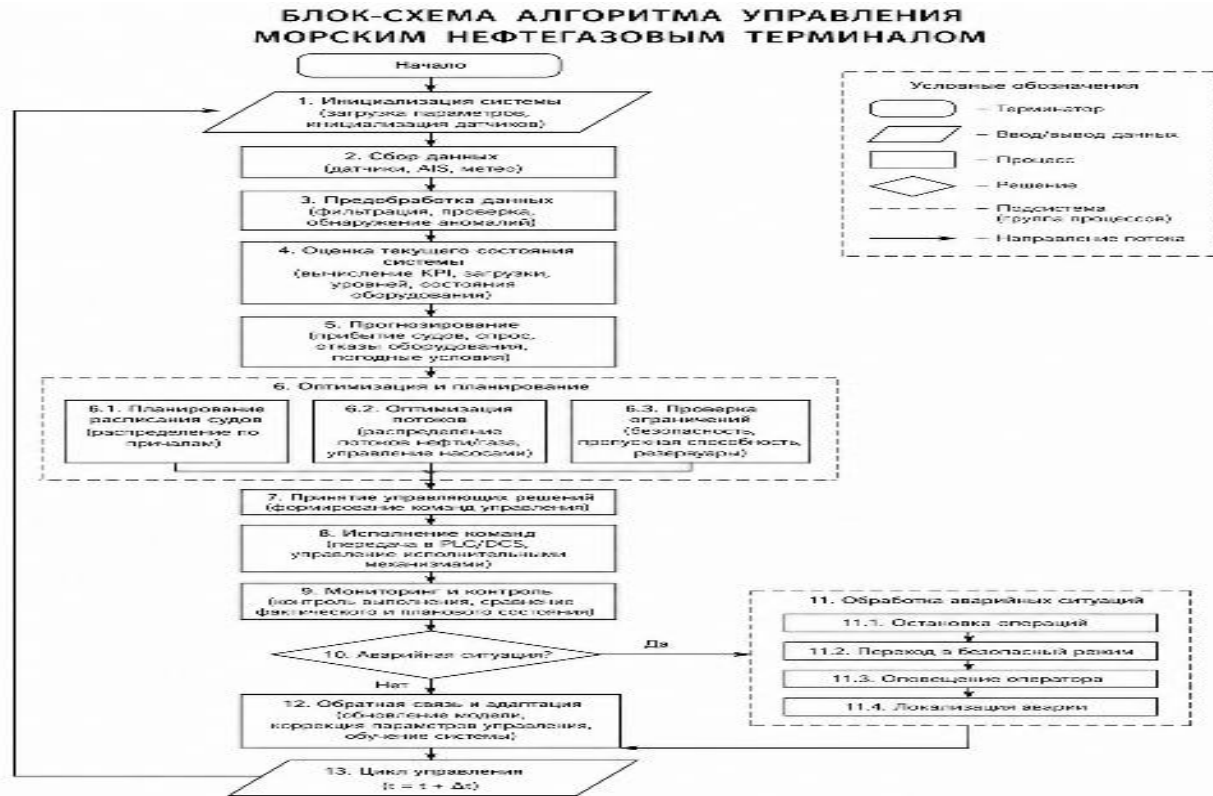 БЛОК-СХЕМА АЛГОРИТМА УПРАВЛЕНИЯ
МОРСКИМ НЕФТЕГАЗОВЫМ ТЕРМИНАЛОМ
Начало
1. Инициализация системы
(загрузка параметров,
инициализация датчиков)
2. Сбор данных
(датчики, AIS, метео)
3. Предобработка данных
(фильтрация, проверка,
обнаружение аномалий)
4. Оценка текущего состояния
системы
(вычисление KPI, загрузки,
уровней, состояния
оборудования)
5. Прогнозирование
(прибытие судов, спрос,
отказы оборудования,
погодные условия)
6. Оптимизация и планирование
6.1. Планирование
расписания судов
(распределение по
причалам)
6.2. Оптимизация
потоков
(распределение
потоков нефти/газа,
управление насосами)
6.3. Проверка
ограничений
(безопасность,
пропускная способность,
резервуары)
7. Принятие управляющих решений
(формирование команд управления)
8. Исполнение команд
(передача в PLC/DCS,
управление исполнительными
механизмами)
9. Мониторинг и контроль
(контроль выполнения, сравнение
фактического и планового состояния)
10. Аварийная ситуация?
Да
Нет
11. Обработка аварийных ситуаций
11.1. Остановка операций
11.2. Переход в безопасный режим
11.3. Оповещение оператора
11.4. Локализация аварии
12. Обратная связь и адаптация
(обновление модели,
коррекция параметров управления,
обучение системы)
13. Цикл управления
(t = t + Δt)
Условные обозначения
– Терминатор
– Ввод/вывод данных
– Процесс
– Решение
– Подсистема
(группа процессов)
– Направление потока